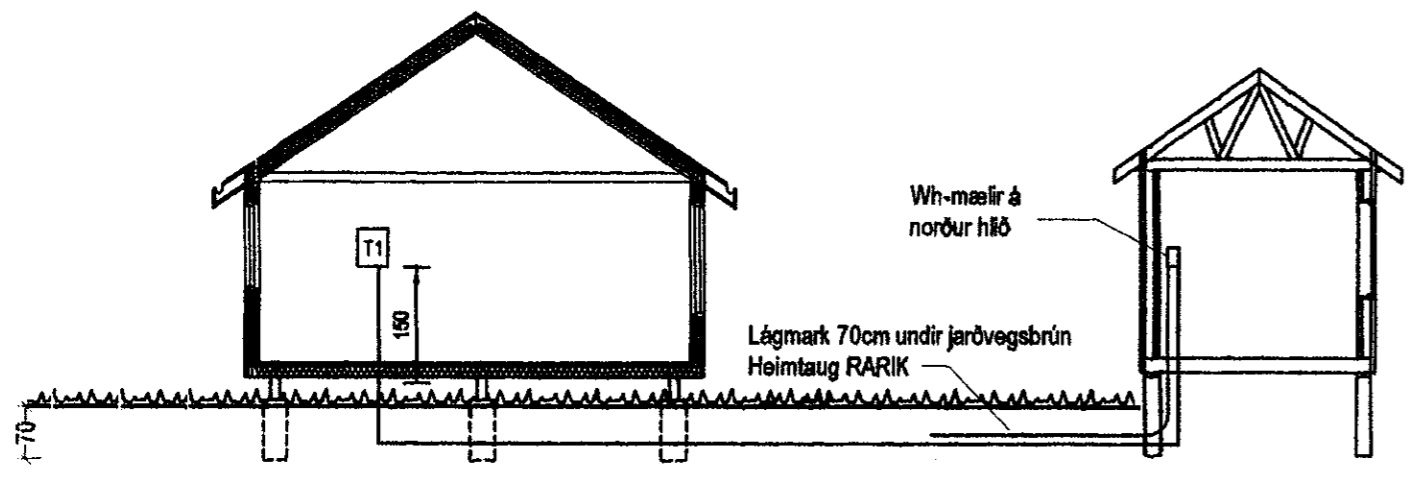 Wh-mælir á
norður hlið
T1
150
Lágmark 70cm undir jarðvegsbrún
Heimtaug RARIK
70